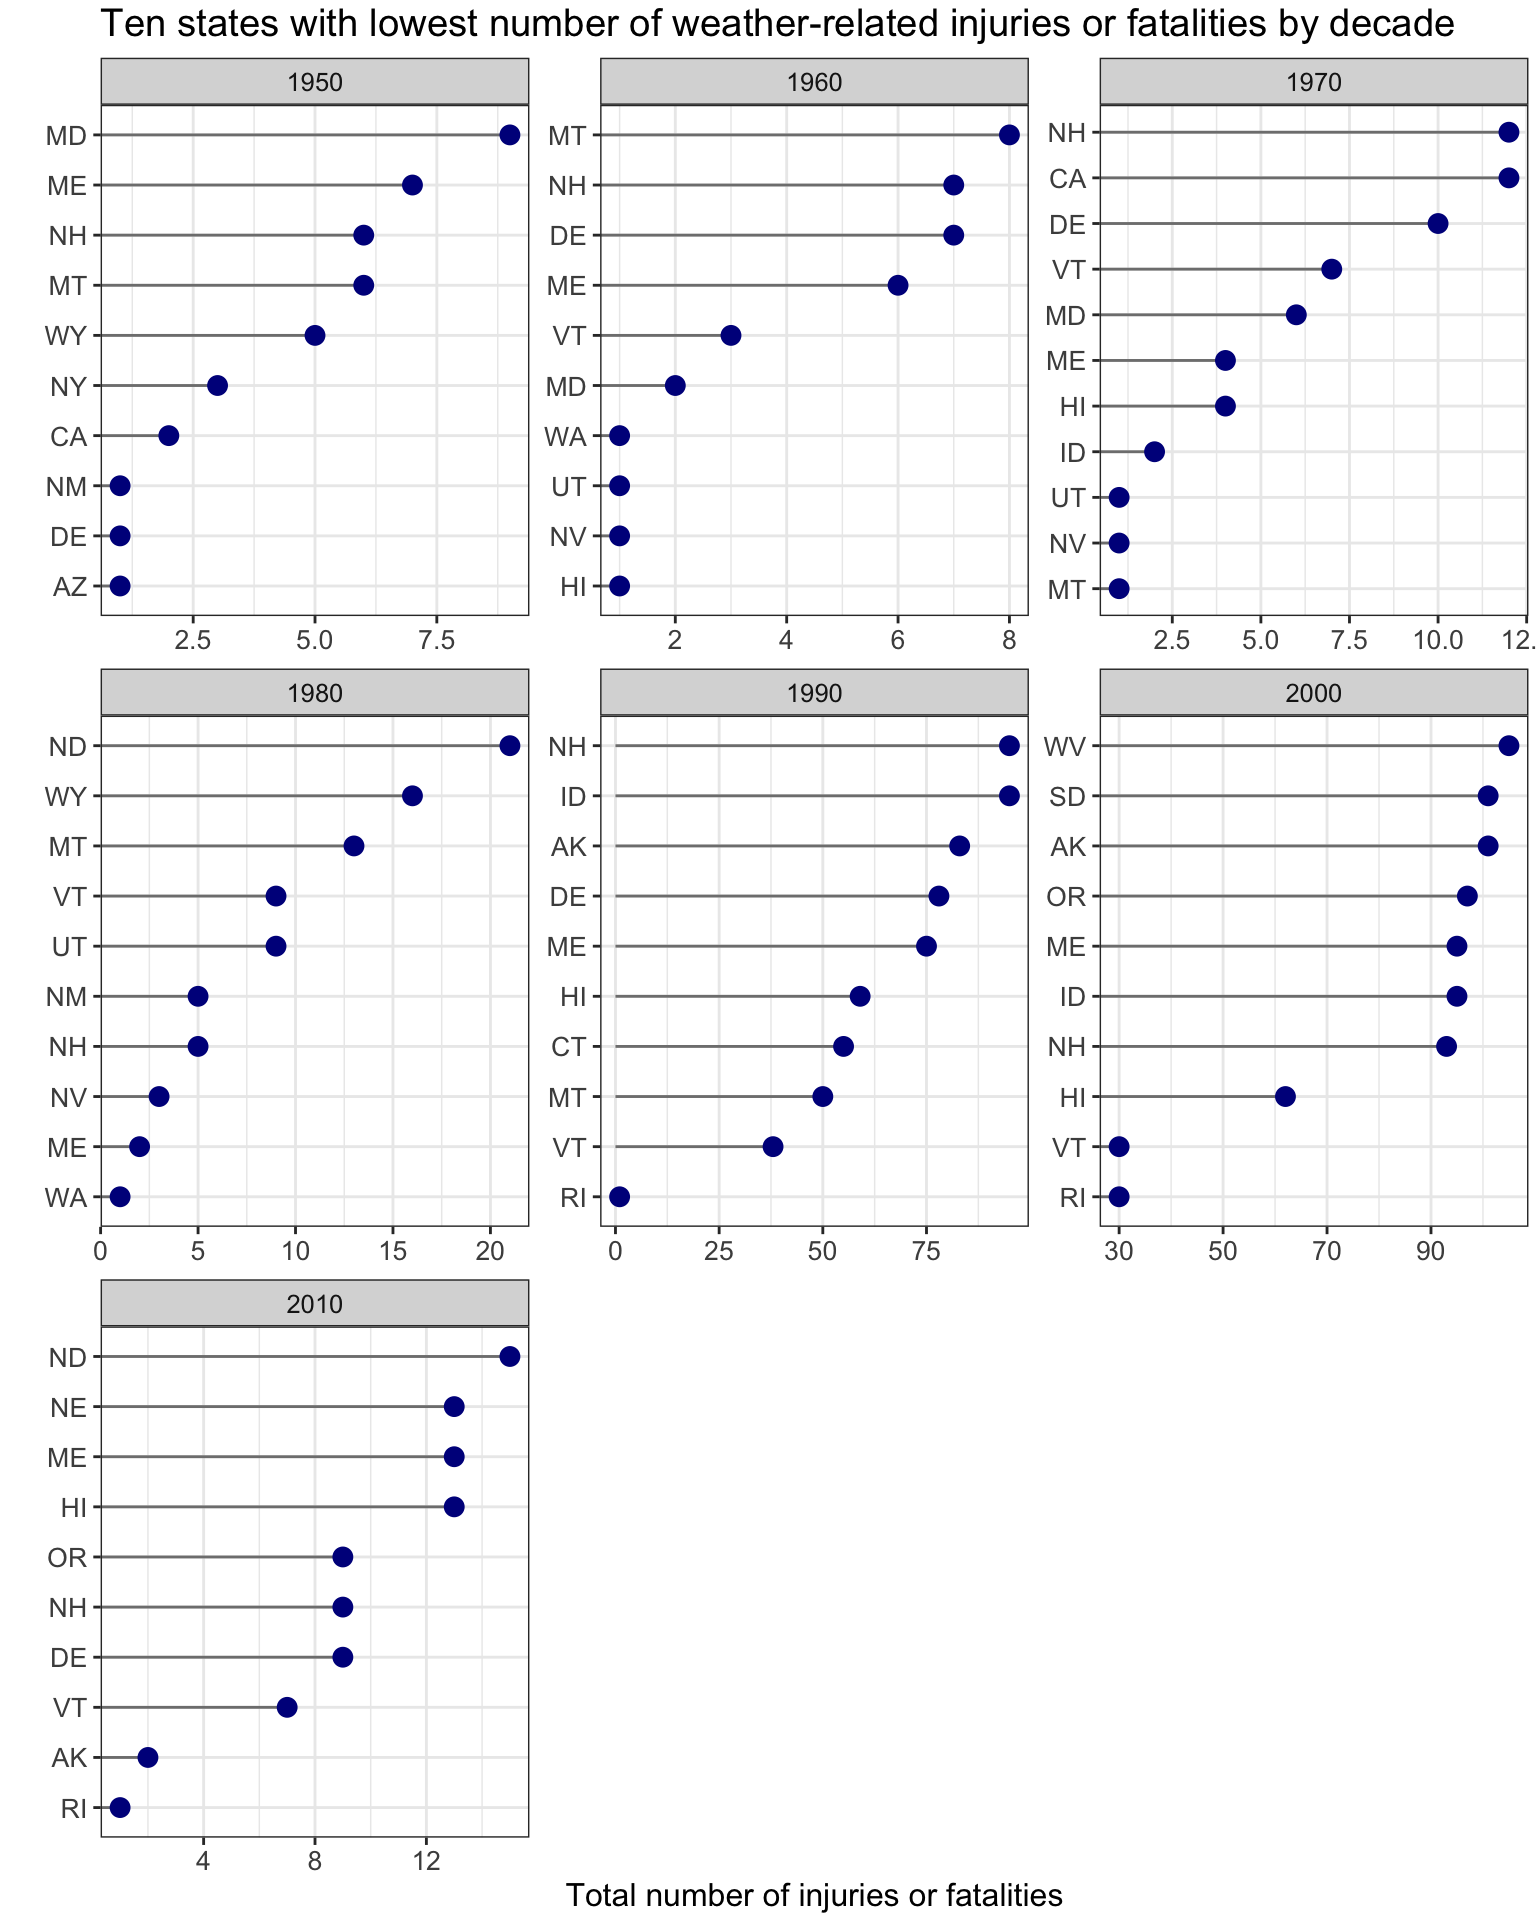 Ten states with lowest number of weather-related injuries or fatalities by decade
1950
MD
ME
NH
MT
WY
NY
CA
NM
DE
AZ
2.5 5.0 7.5
1960
MT
NH
DE
ME
VT
MD
WA
UT
NV
HI
2 4 6 8
1970
NH
CA
DE
VT
MD
ME
HI
ID
UT
NV
MT
2.5 5.0 7.5 10.0 12.
1980
ND
WY
MT
VT
UT
NM
NH
NV
ME
WA
0 5 10 15 20
1990
NH
ID
AK
DE
ME
HI
CT
MT
VT
RI
0 25 50 75
2000
WV
SD
AK
OR
ME
ID
NH
HI
VT
RI
30 50 70 90
2010
ND
NE
ME
HI
OR
NH
DE
VT
AK
RI
4 8 12
Total number of injuries or fatalities